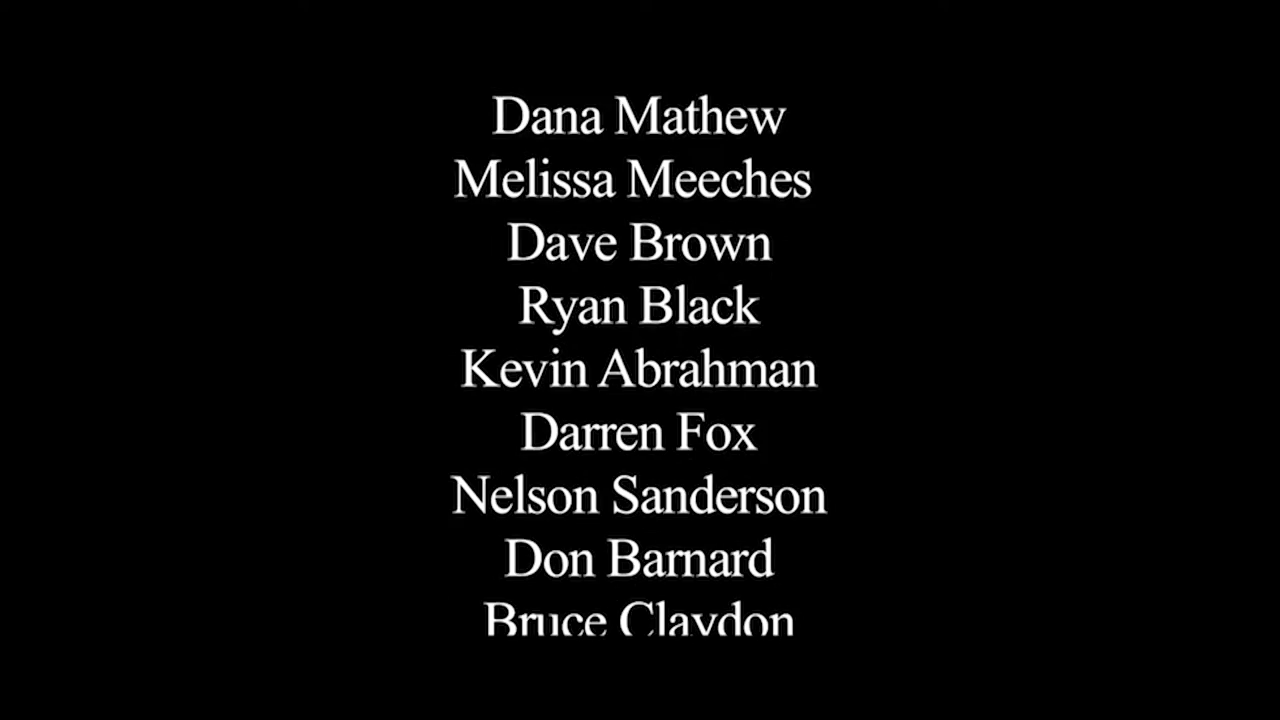 Dana Mathew
Melissa Meeches
Dave Brown
Ryan Black
Kevin Abrahman
Darren Fox
Nelson Sanderson
Don Barnard
Bruce Claydon